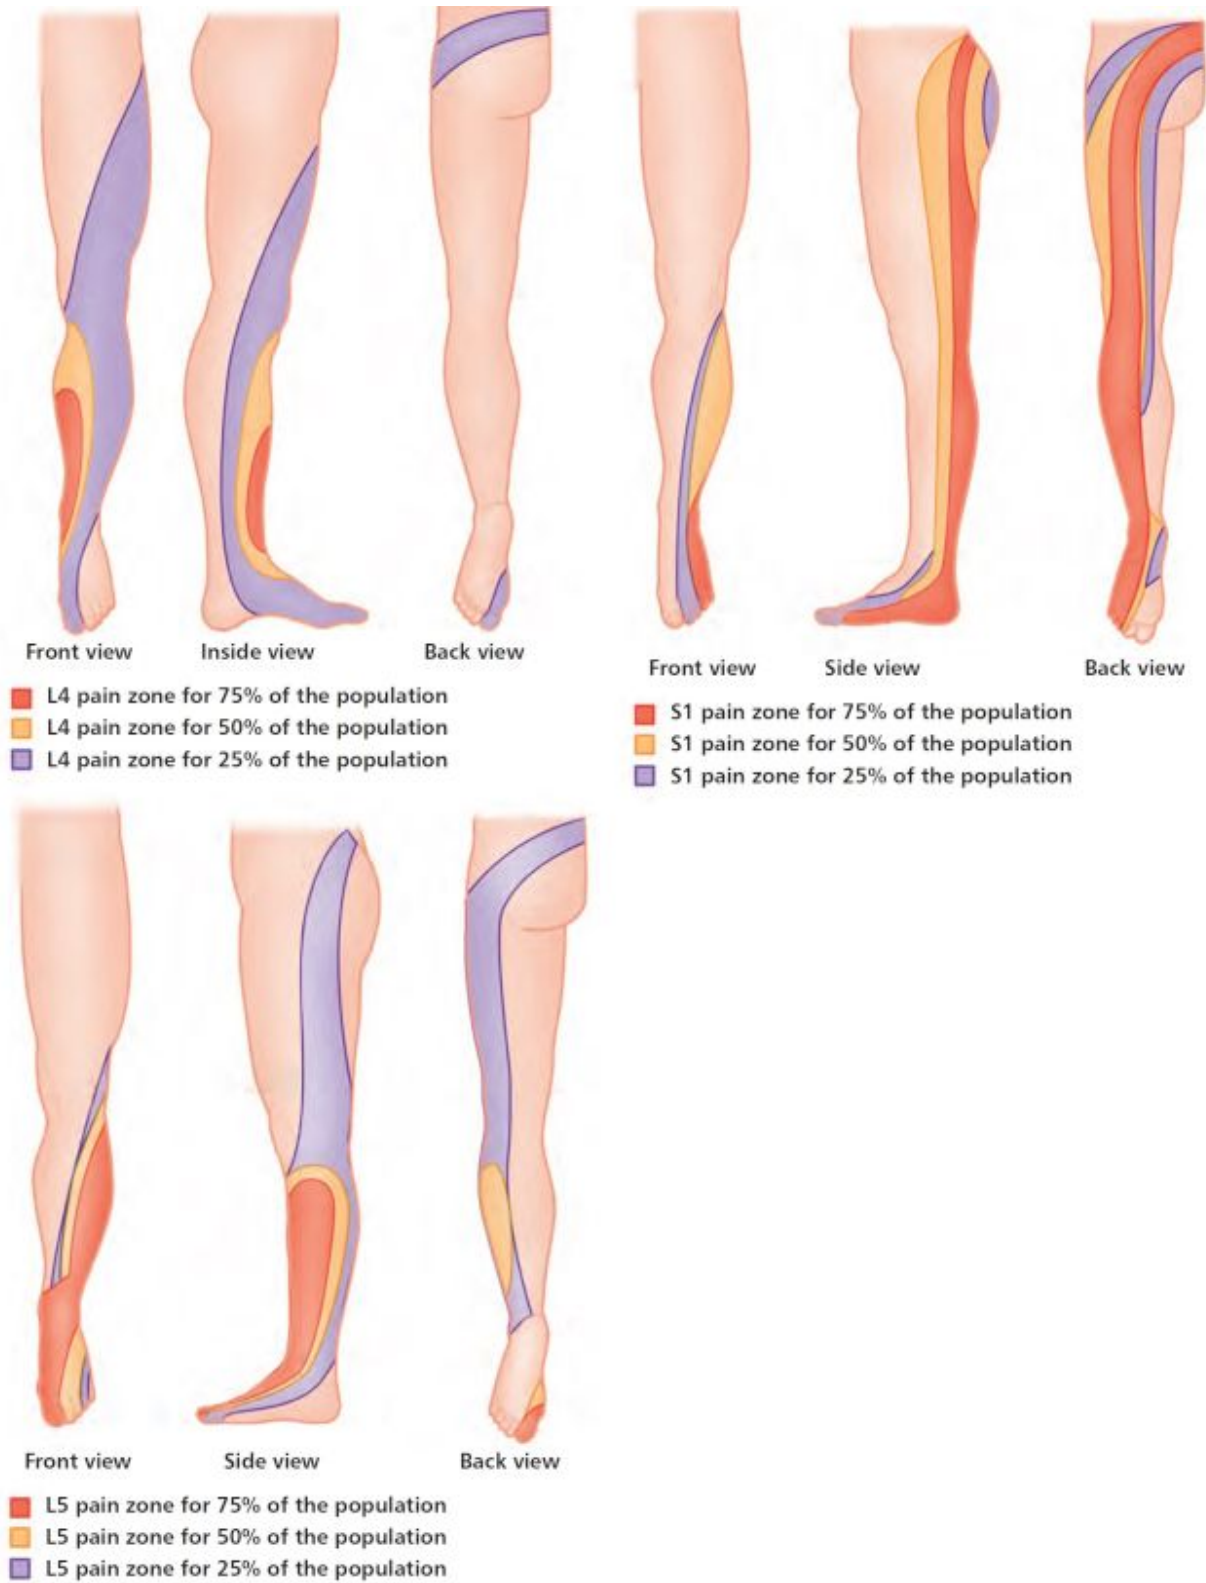 Front view
Inside view
Back view
L4 pain zone for 75% of the population
L4 pain zone for 50% of the population
L4 pain zone for 25% of the population
Front view
Side view
Back view
S1 pain zone for 75% of the population
S1 pain zone for 50% of the population
S1 pain zone for 25% of the population
Front view
Side view
Back view
L5 pain zone for 75% of the population
L5 pain zone for 50% of the population
L5 pain zone for 25% of the population